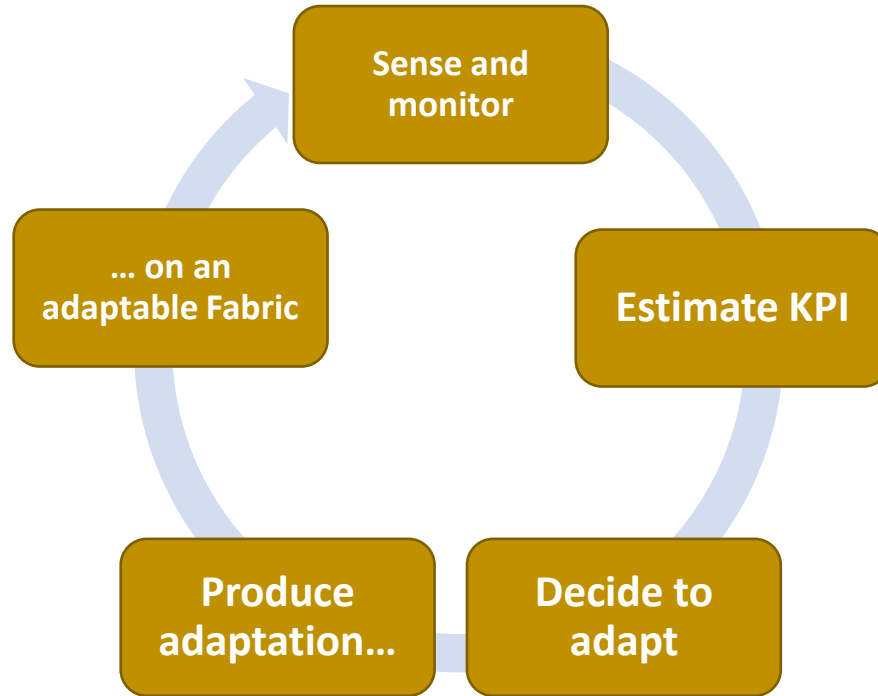 Sense and
monitor
Estimate KPI
Decide to
adapt
Produce
adaptation…
… on an
adaptable Fabric